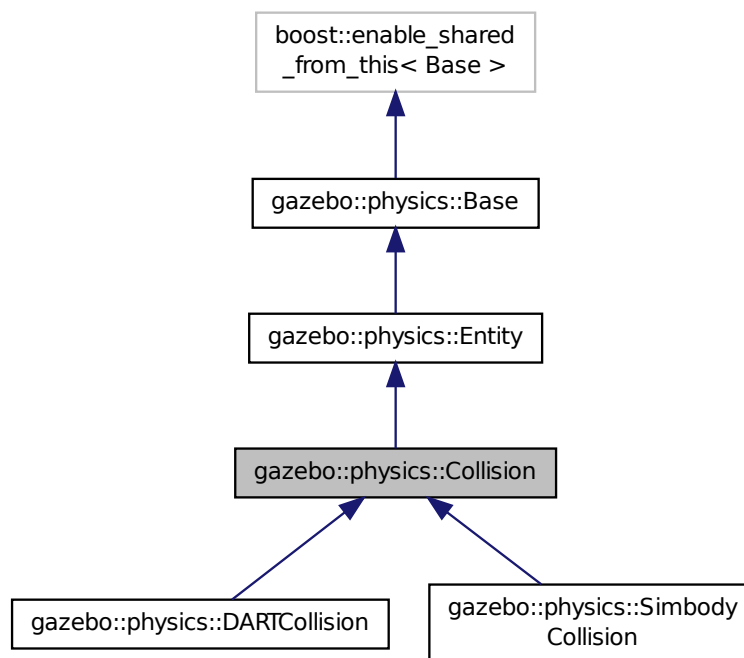 boost::enable_shared
_from_this< Base >
gazebo::physics::Base
gazebo::physics::Entity
gazebo::physics::Collision
gazebo::physics::DARTCollision
gazebo::physics::Simbody
Collision